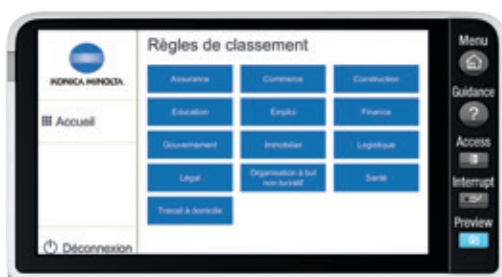 Règles de classement
KONICA MINOLTA
Accueil
Déconnexion
Assurance
Commerce
Construction
Education
Emploi
Finance
Gouvernement
Immobilier
Logistique
Légal
Organisation à but
non lucratif
Santé
Travail à domicile
Menu
Guidance
?
Access
Interrupt
Preview